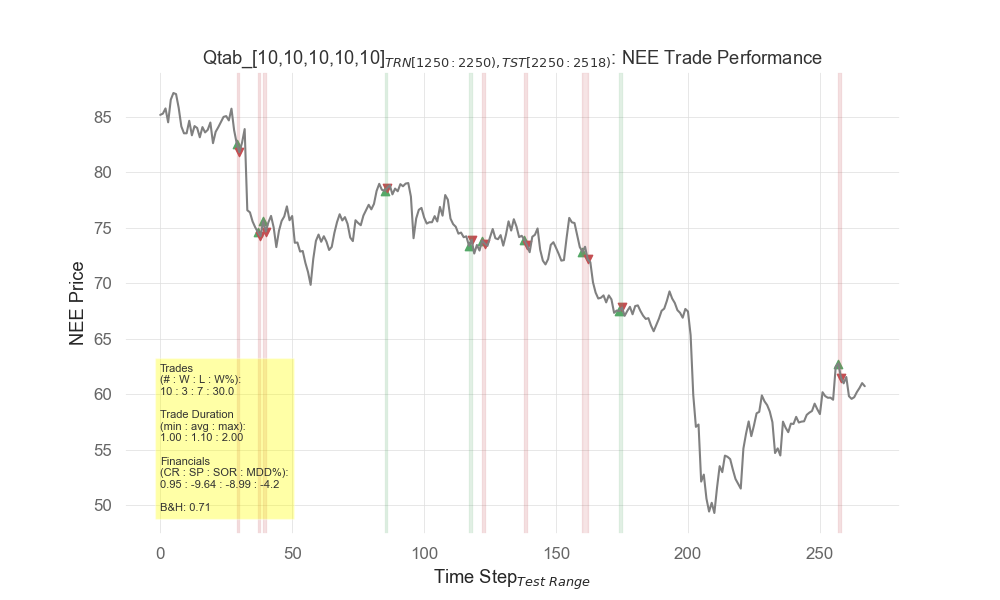 Qtab_[10,10,10,10,10]TRN[1250:2250),TST[2250:2518): NEE Trade Performance
NEE Price
85
80
75
70
65
60
55
50
Trades
(# : W : L : W%):
10 : 3 : 7 : 30.0
Trade Duration
(min : avg : max):
1.00 : 1.10 : 2.00
Financials
(CR : SP : SOR : MDD%):
0.95 : -9.64 : -8.99 : -4.2
B&H: 0.71
0 50 100 150 200 250
Time StepTest Range